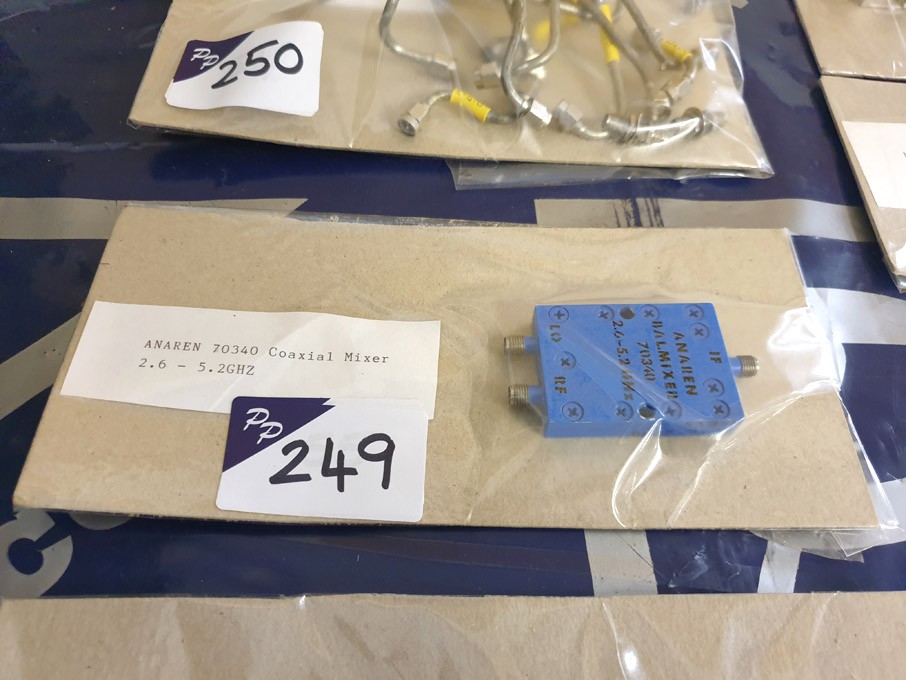 PP
250
ANAREN 70340 Coaxial Mixer
2.6 - 5.2GHZ
PP
249
LO
RF
IF
ANAREN
BALMIXER
70340